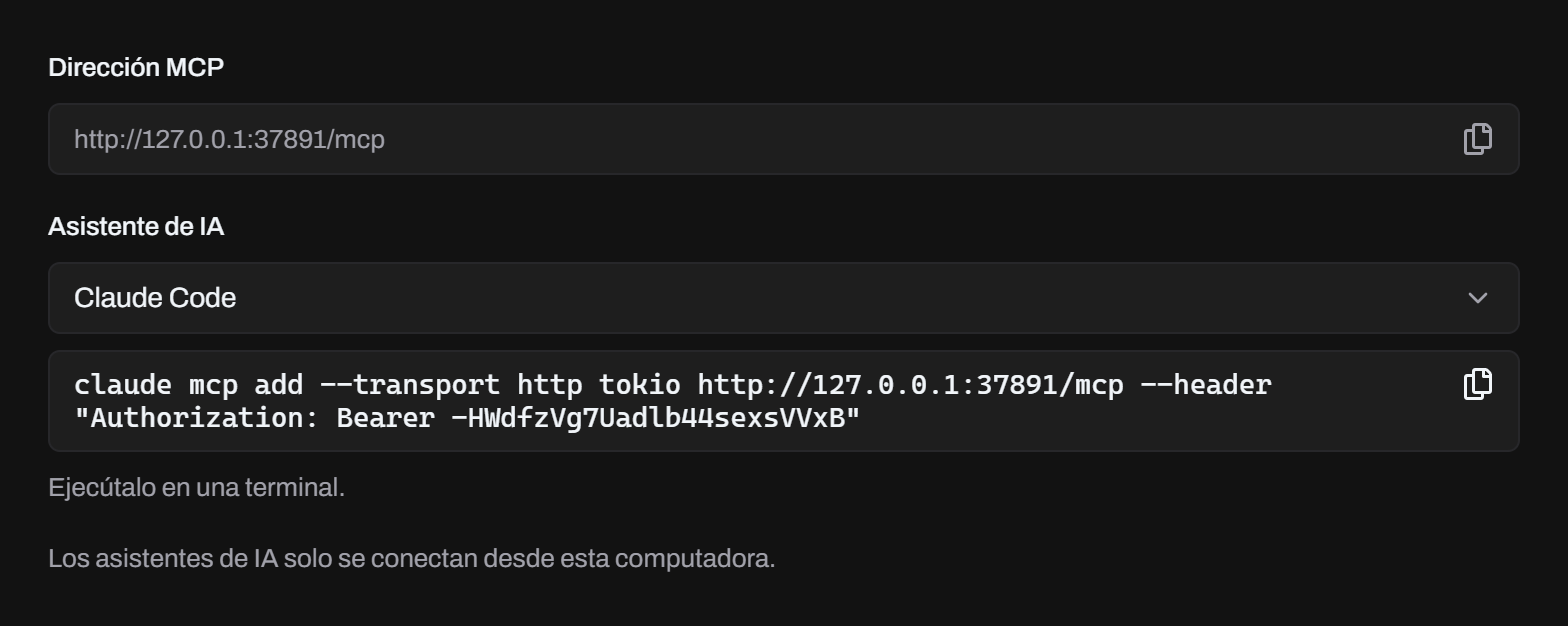 Dirección MCP
http://127.0.0.1:37891/mcp
Asistente de IA
Claude Code
claude mcp add --transport http tokio http://127.0.0.1:37891/mcp --header
"Authorization: Bearer -HWdfzVg7Uadlb44sexsVVxB"
Ejecútalo en una terminal.
Los asistentes de IA solo se conectan desde esta computadora.